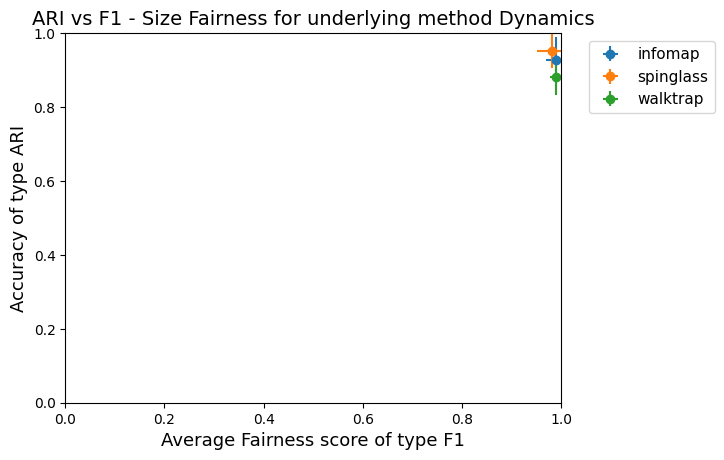 ARI vs F1 - Size Fairness for underlying method Dynamics
1.0
0.8
0.6
0.4
0.2
0.0
Accuracy of type ARI
0.0 0.2 0.4 0.6 0.8 1.0
Average Fairness score of type F1
infomap
spinglass
walktrap